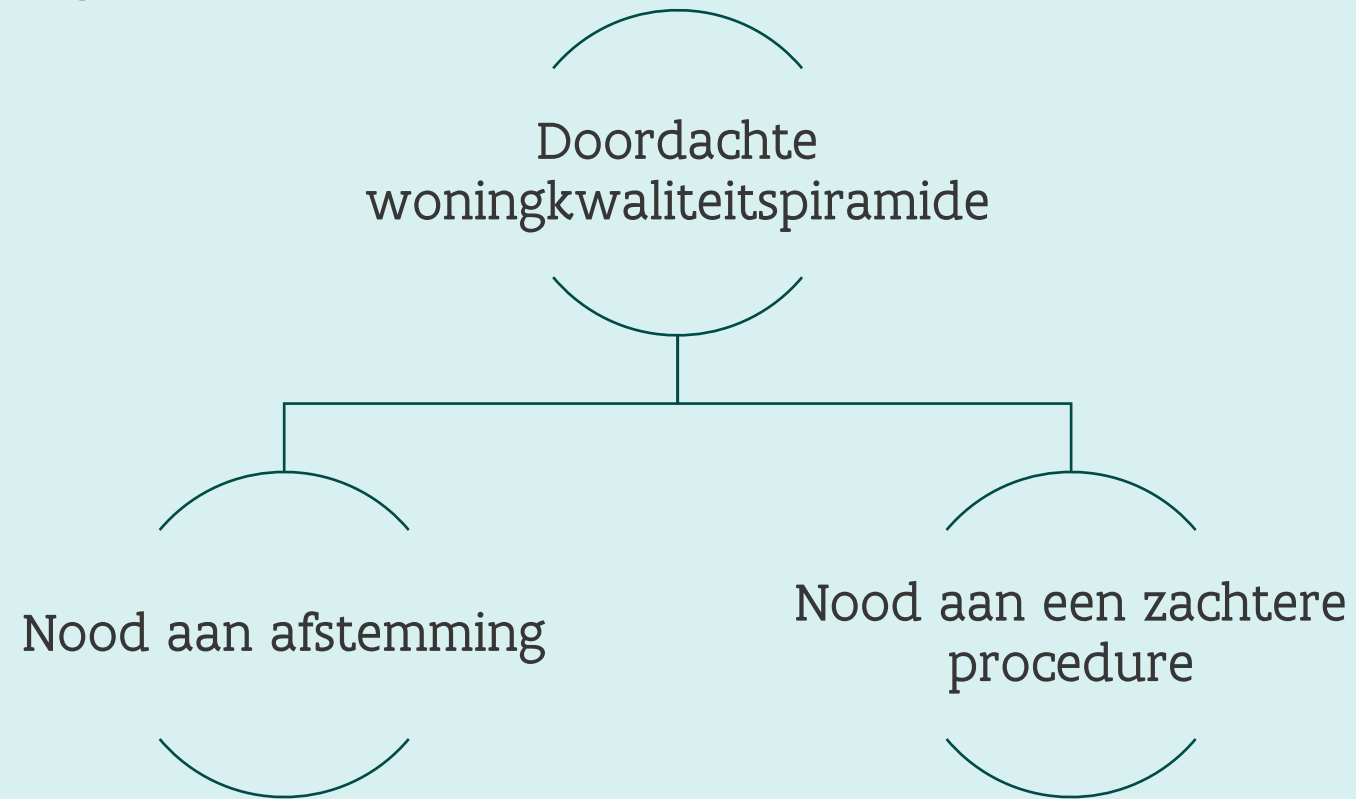 Doordachte
woningkwaliteitspiramide
Nood aan afstemming
Nood aan een zachtere
procedure